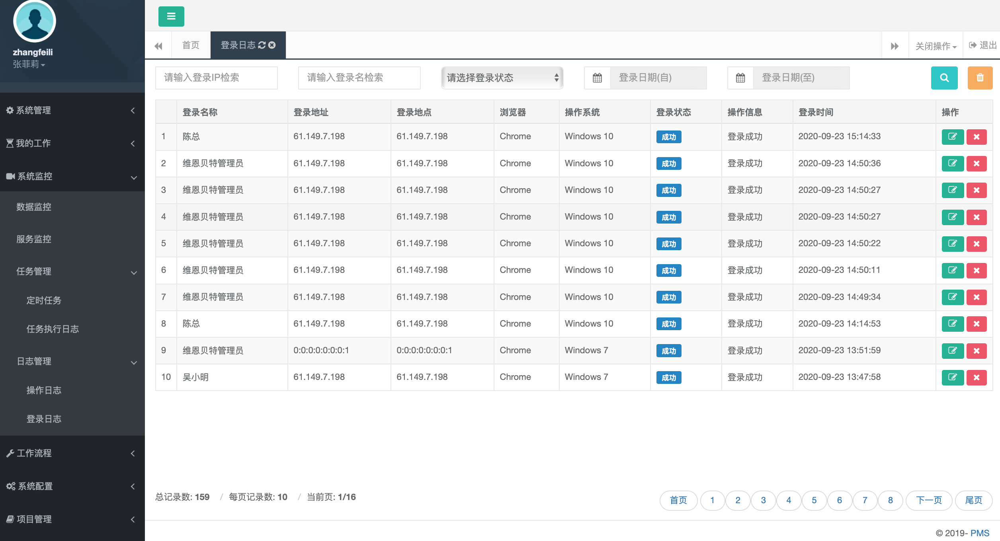 zhangfeili
张菲莉
系统管理
我的工作
系统监控
数据监控
服务监控
任务管理
定时任务
任务执行日志
日志管理
操作日志
登录日志
工作流程
系统配置
项目管理
首页 登录日志 关闭操作 退出
请输入登录IP检索 请输入登录名检索 请选择登录状态 登录日期(自) 登录日期(至)
登录名称 登录地址 登录地点 浏览器 操作系统 登录状态 操作信息 登录时间 操作
1 陈总 61.149.7.198 61.149.7.198 Chrome Windows 10 成功 登录成功 2020-09-23 15:14:33
2 维恩贝特管理员 61.149.7.198 61.149.7.198 Chrome Windows 10 成功 登录成功 2020-09-23 14:50:36
3 维恩贝特管理员 61.149.7.198 61.149.7.198 Chrome Windows 10 成功 登录成功 2020-09-23 14:50:27
4 维恩贝特管理员 61.149.7.198 61.149.7.198 Chrome Windows 10 成功 登录成功 2020-09-23 14:50:27
5 维恩贝特管理员 61.149.7.198 61.149.7.198 Chrome Windows 10 成功 登录成功 2020-09-23 14:50:22
6 维恩贝特管理员 61.149.7.198 61.149.7.198 Chrome Windows 10 成功 登录成功 2020-09-23 14:50:11
7 维恩贝特管理员 61.149.7.198 61.149.7.198 Chrome Windows 10 成功 登录成功 2020-09-23 14:49:34
8 陈总 61.149.7.198 61.149.7.198 Chrome Windows 10 成功 登录成功 2020-09-23 14:14:53
9 维恩贝特管理员 0:0:0:0:0:0:0:1 0:0:0:0:0:0:0:1 Chrome Windows 7 成功 登录成功 2020-09-23 13:51:59
10 吴小明 61.149.7.198 61.149.7.198 Chrome Windows 7 成功 登录成功 2020-09-23 13:47:58
总记录数: 159 / 每页记录数: 10 / 当前页: 1/16
首页 1 2 3 4 5 6 7 8 下一页 尾页
© 2019- PMS